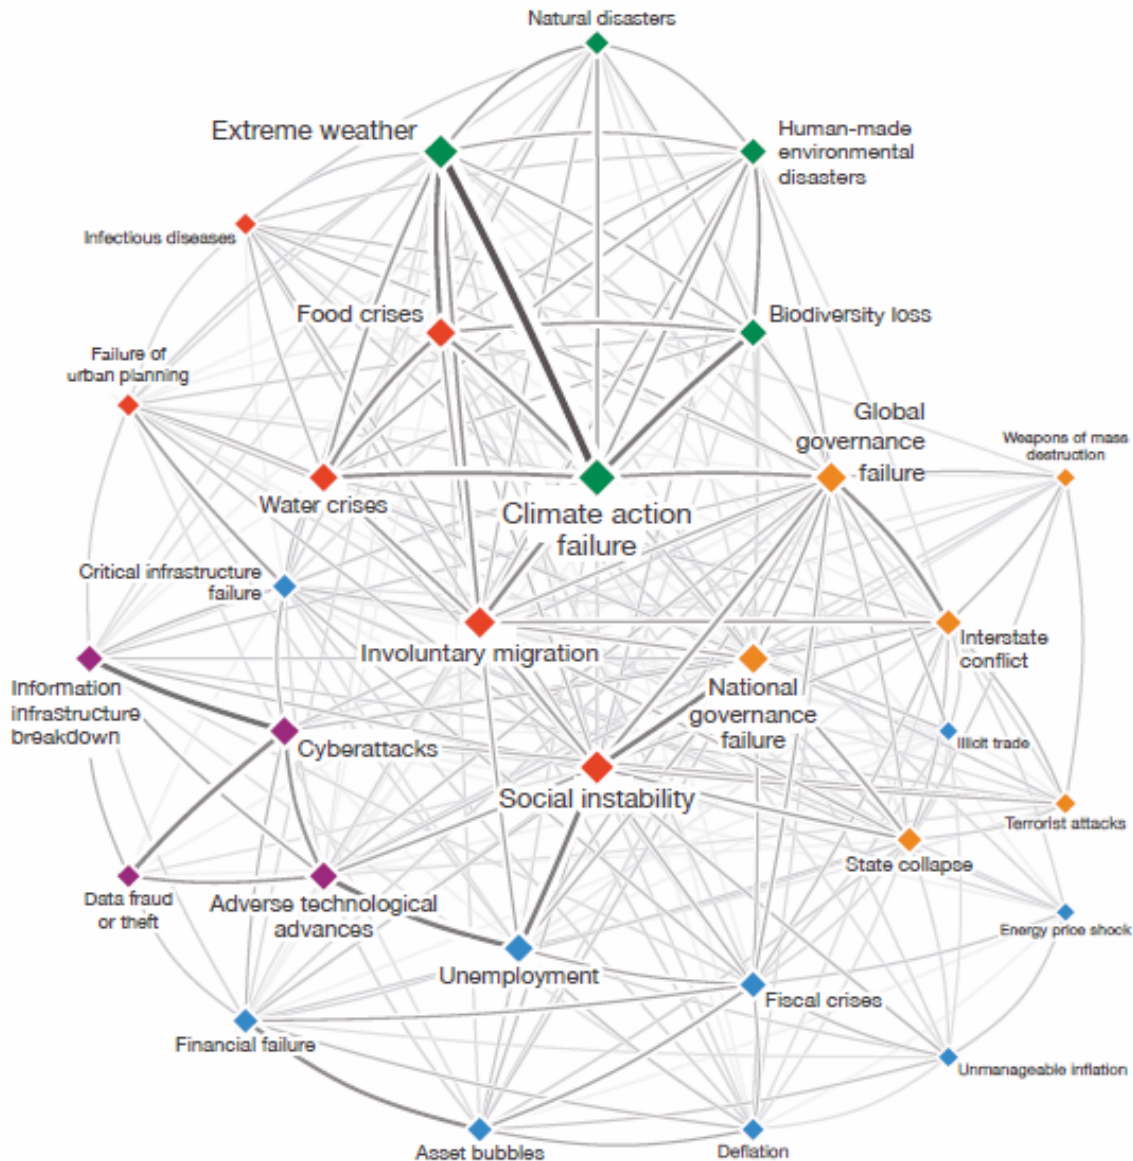 Natural disasters
Extreme weather
Human-made
environmental
disasters
Infectious diseases
Food crises
Biodiversity loss
Failure of
urban planning
Global
governance
failure
Weapons of mass
destruction
Water crises
Climate action
failure
Critical infrastructure
failure
Involuntary migration
Interstate
conflict
Information
infrastructure
breakdown
National
governance
failure
Cyberattacks
Illicit trade
Social instability
Terrorist attacks
State collapse
Data fraud
or theft
Adverse technological
advances
Energy price shock
Unemployment
Fiscal crises
Financial failure
Unmanageable inflation
Asset bubbles
Deflation